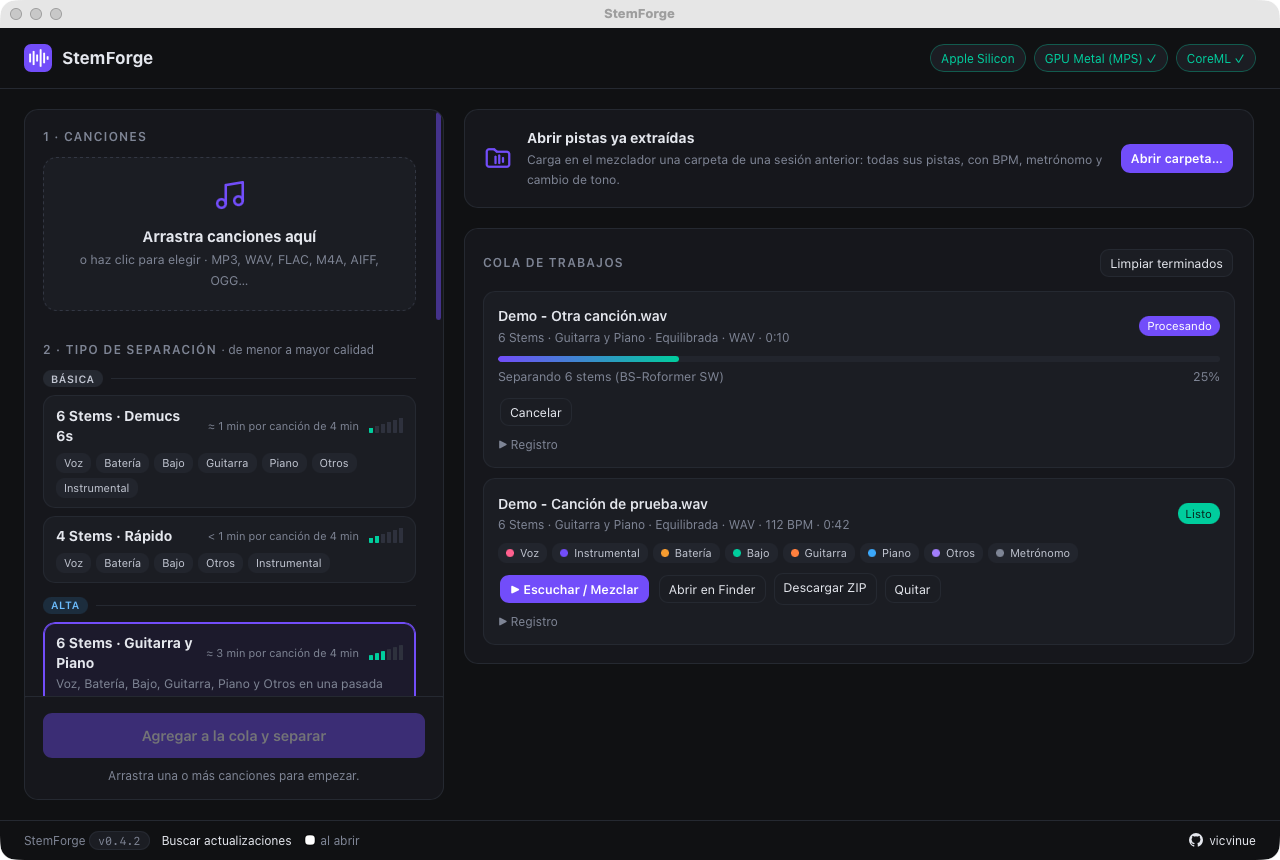 StemForge
StemForge
Apple Silicon
GPU Metal (MPS) ✓
CoreML ✓
1 · CANCIONES
Arrastra canciones aquí
o haz clic para elegir · MP3, WAV, FLAC, M4A, AIFF,
OGG...
2 · TIPO DE SEPARACIÓN · de menor a mayor calidad
BÁSICA
6 Stems · Demucs
6s
≈ 1 min por canción de 4 min
Voz Batería Bajo Guitarra Piano Otros
Instrumental
4 Stems · Rápido
< 1 min por canción de 4 min
Voz Batería Bajo Otros Instrumental
ALTA
6 Stems · Guitarra y
Piano
≈ 3 min por canción de 4 min
Voz, Batería, Bajo, Guitarra, Piano y Otros en una pasada
Agregar a la cola y separar
Arrastra una o más canciones para empezar.
Abrir pistas ya extraídas
Carga en el mezclador una carpeta de una sesión anterior: todas sus pistas, con BPM, metrónomo y
cambio de tono.
Abrir carpeta...
COLA DE TRABAJOS
Limpiar terminados
Demo - Otra canción.wav
6 Stems · Guitarra y Piano · Equilibrada · WAV · 0:10
Procesando
Separando 6 stems (BS-Roformer SW)
25%
Cancelar
▶ Registro
Demo - Canción de prueba.wav
6 Stems · Guitarra y Piano · Equilibrada · WAV · 112 BPM · 0:42
Listo
Voz Instrumental Batería Bajo Guitarra Piano Otros Metrónomo
▶ Escuchar / Mezclar
Abrir en Finder
Descargar ZIP
Quitar
▶ Registro
StemForge v0.4.2 Buscar actualizaciones al abrir
vicvinue